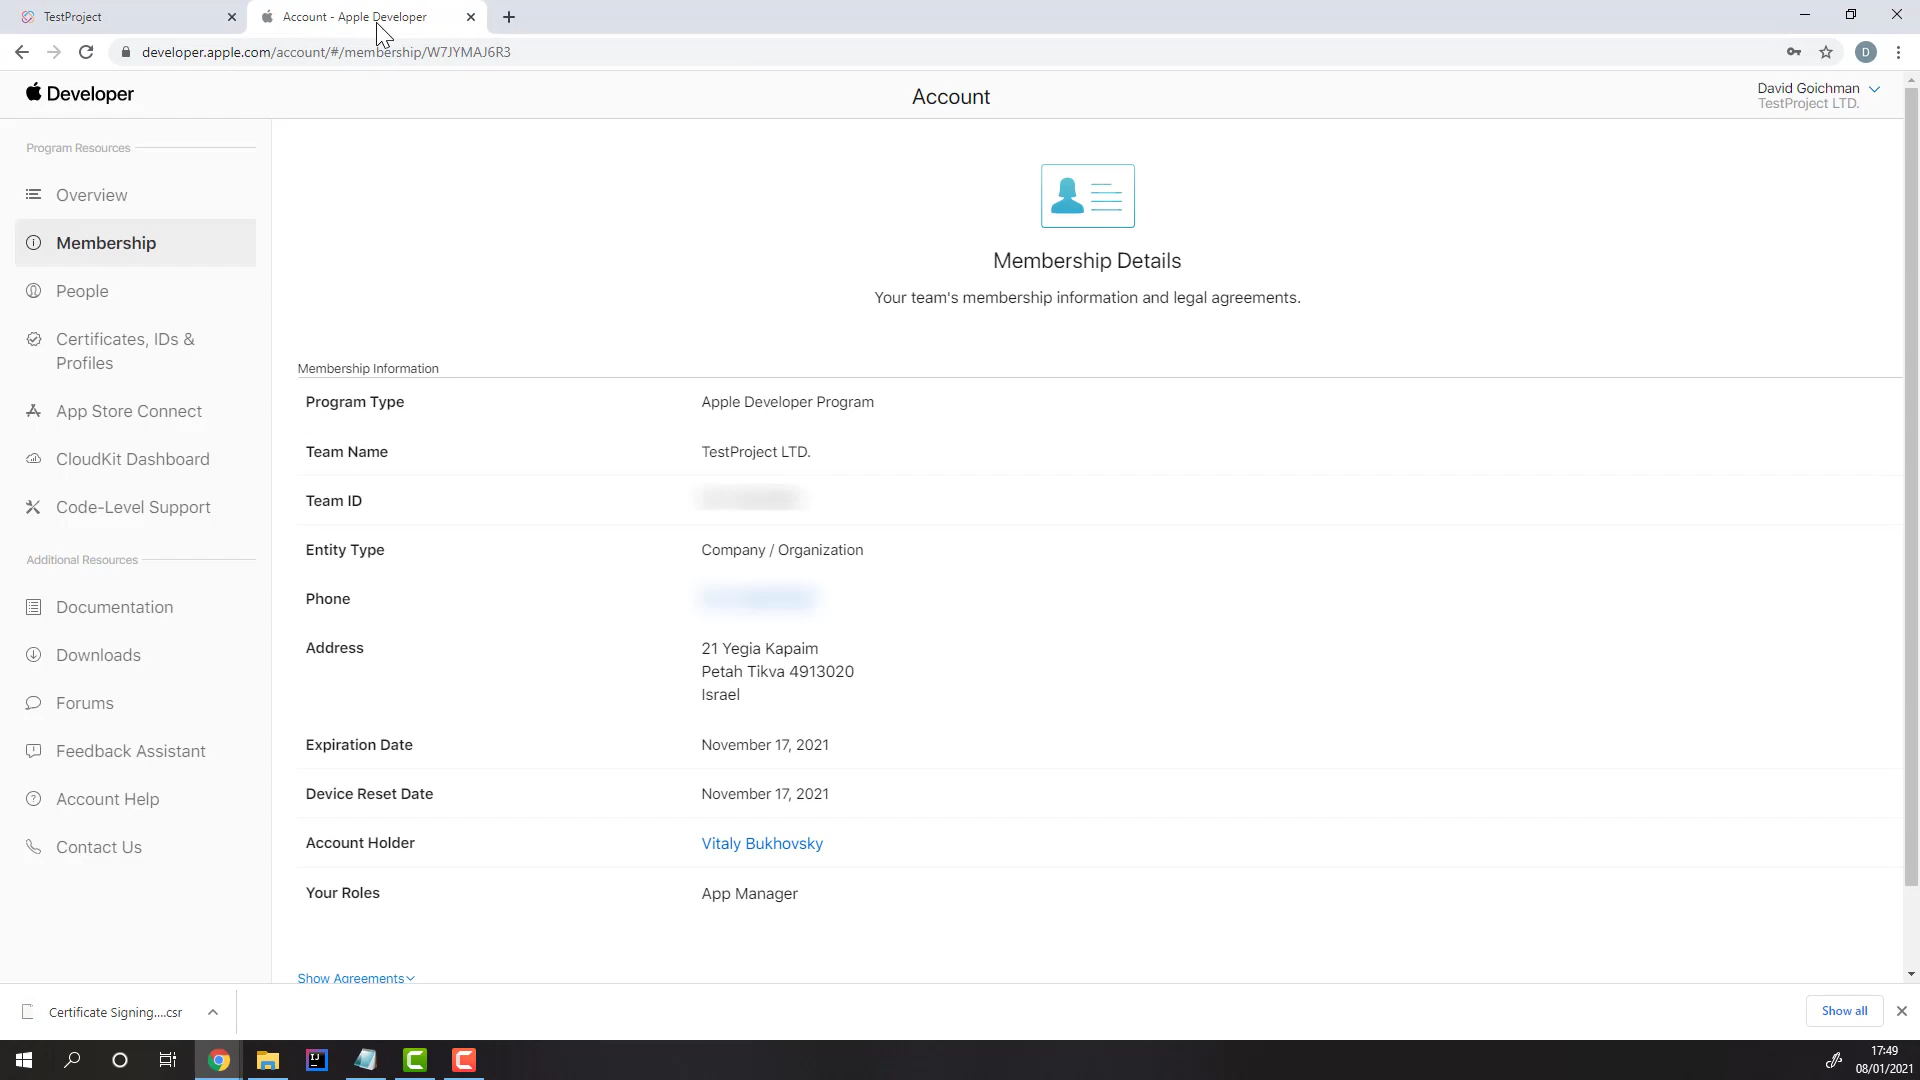 TestProject
Account - Apple Developer
developer.apple.com/account/#/membership/W7JYMAJ6R3
D
Developer
Account
David Goichman
TestProject LTD.
Program Resources
Overview
Membership
People
Certificates, IDs &
Profiles
App Store Connect
CloudKit Dashboard
Code-Level Support
Additional Resources
Documentation
Downloads
Forums
Feedback Assistant
Account Help
Contact Us
Membership Details
Your team's membership information and legal agreements.
Membership Information
Program Type Apple Developer Program
Team Name TestProject LTD.
Team ID
Entity Type Company / Organization
Phone
Address 21 Yegia Kapaim
Petah Tikva 4913020
Israel
Expiration Date November 17, 2021
Device Reset Date November 17, 2021
Account Holder Vitaly Bukhovsky
Your Roles App Manager
Show Agreements
Certificate Signing....csr
Show all
17:49
08/01/2021